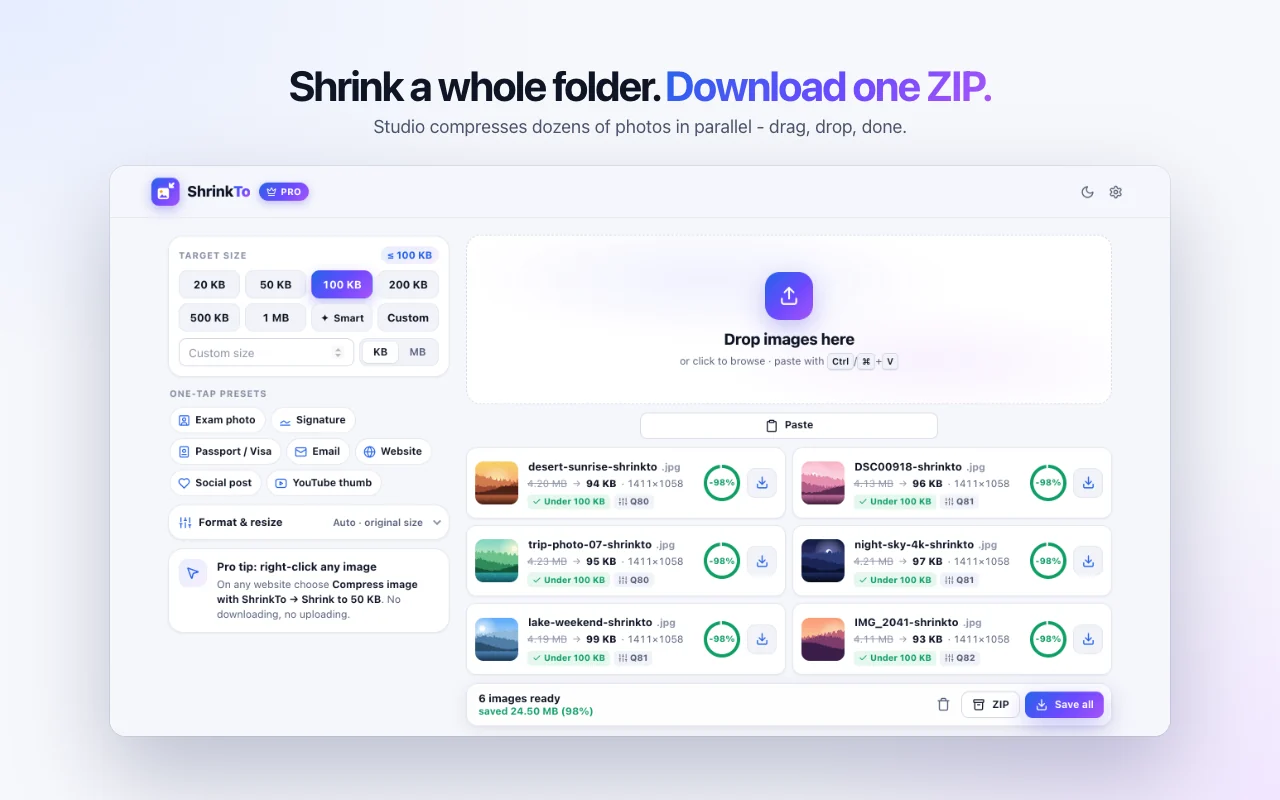 Shrink a whole folder. Download one ZIP.
Studio compresses dozens of photos in parallel - drag, drop, done.
ShrinkTo
PRO
TARGET SIZE
≤ 100 KB
20 KB
50 KB
100 KB
200 KB
500 KB
1 MB
Smart
Custom
Custom size
KB
MB
ONE-TAP PRESETS
Exam photo
Signature
Passport / Visa
Email
Website
Social post
YouTube thumb
Format & resize
Auto · original size
Pro tip: right-click any image
On any website choose Compress image
with ShrinkTo → Shrink to 50 KB. No
downloading, no uploading.
Drop images here
or click to browse · paste with Ctrl / ⌘ + V
Paste
desert-sunrise-shrinkto .jpg
4.20 MB → 94 KB · 1411×1058
Under 100 KB
Q80
-98%
DSC00918-shrinkto .jpg
4.13 MB → 96 KB · 1411×1058
Under 100 KB
Q81
-98%
trip-photo-07-shrinkto .jpg
4.23 MB → 95 KB · 1411×1058
Under 100 KB
Q80
-98%
night-sky-4k-shrinkto .jpg
4.21 MB → 97 KB · 1411×1058
Under 100 KB
Q81
-98%
lake-weekend-shrinkto .jpg
4.19 MB → 99 KB · 1411×1058
Under 100 KB
Q81
-98%
IMG_2041-shrinkto .jpg
4.11 MB → 93 KB · 1411×1058
Under 100 KB
Q82
-98%
6 images ready
saved 24.50 MB (98%)
ZIP
Save all